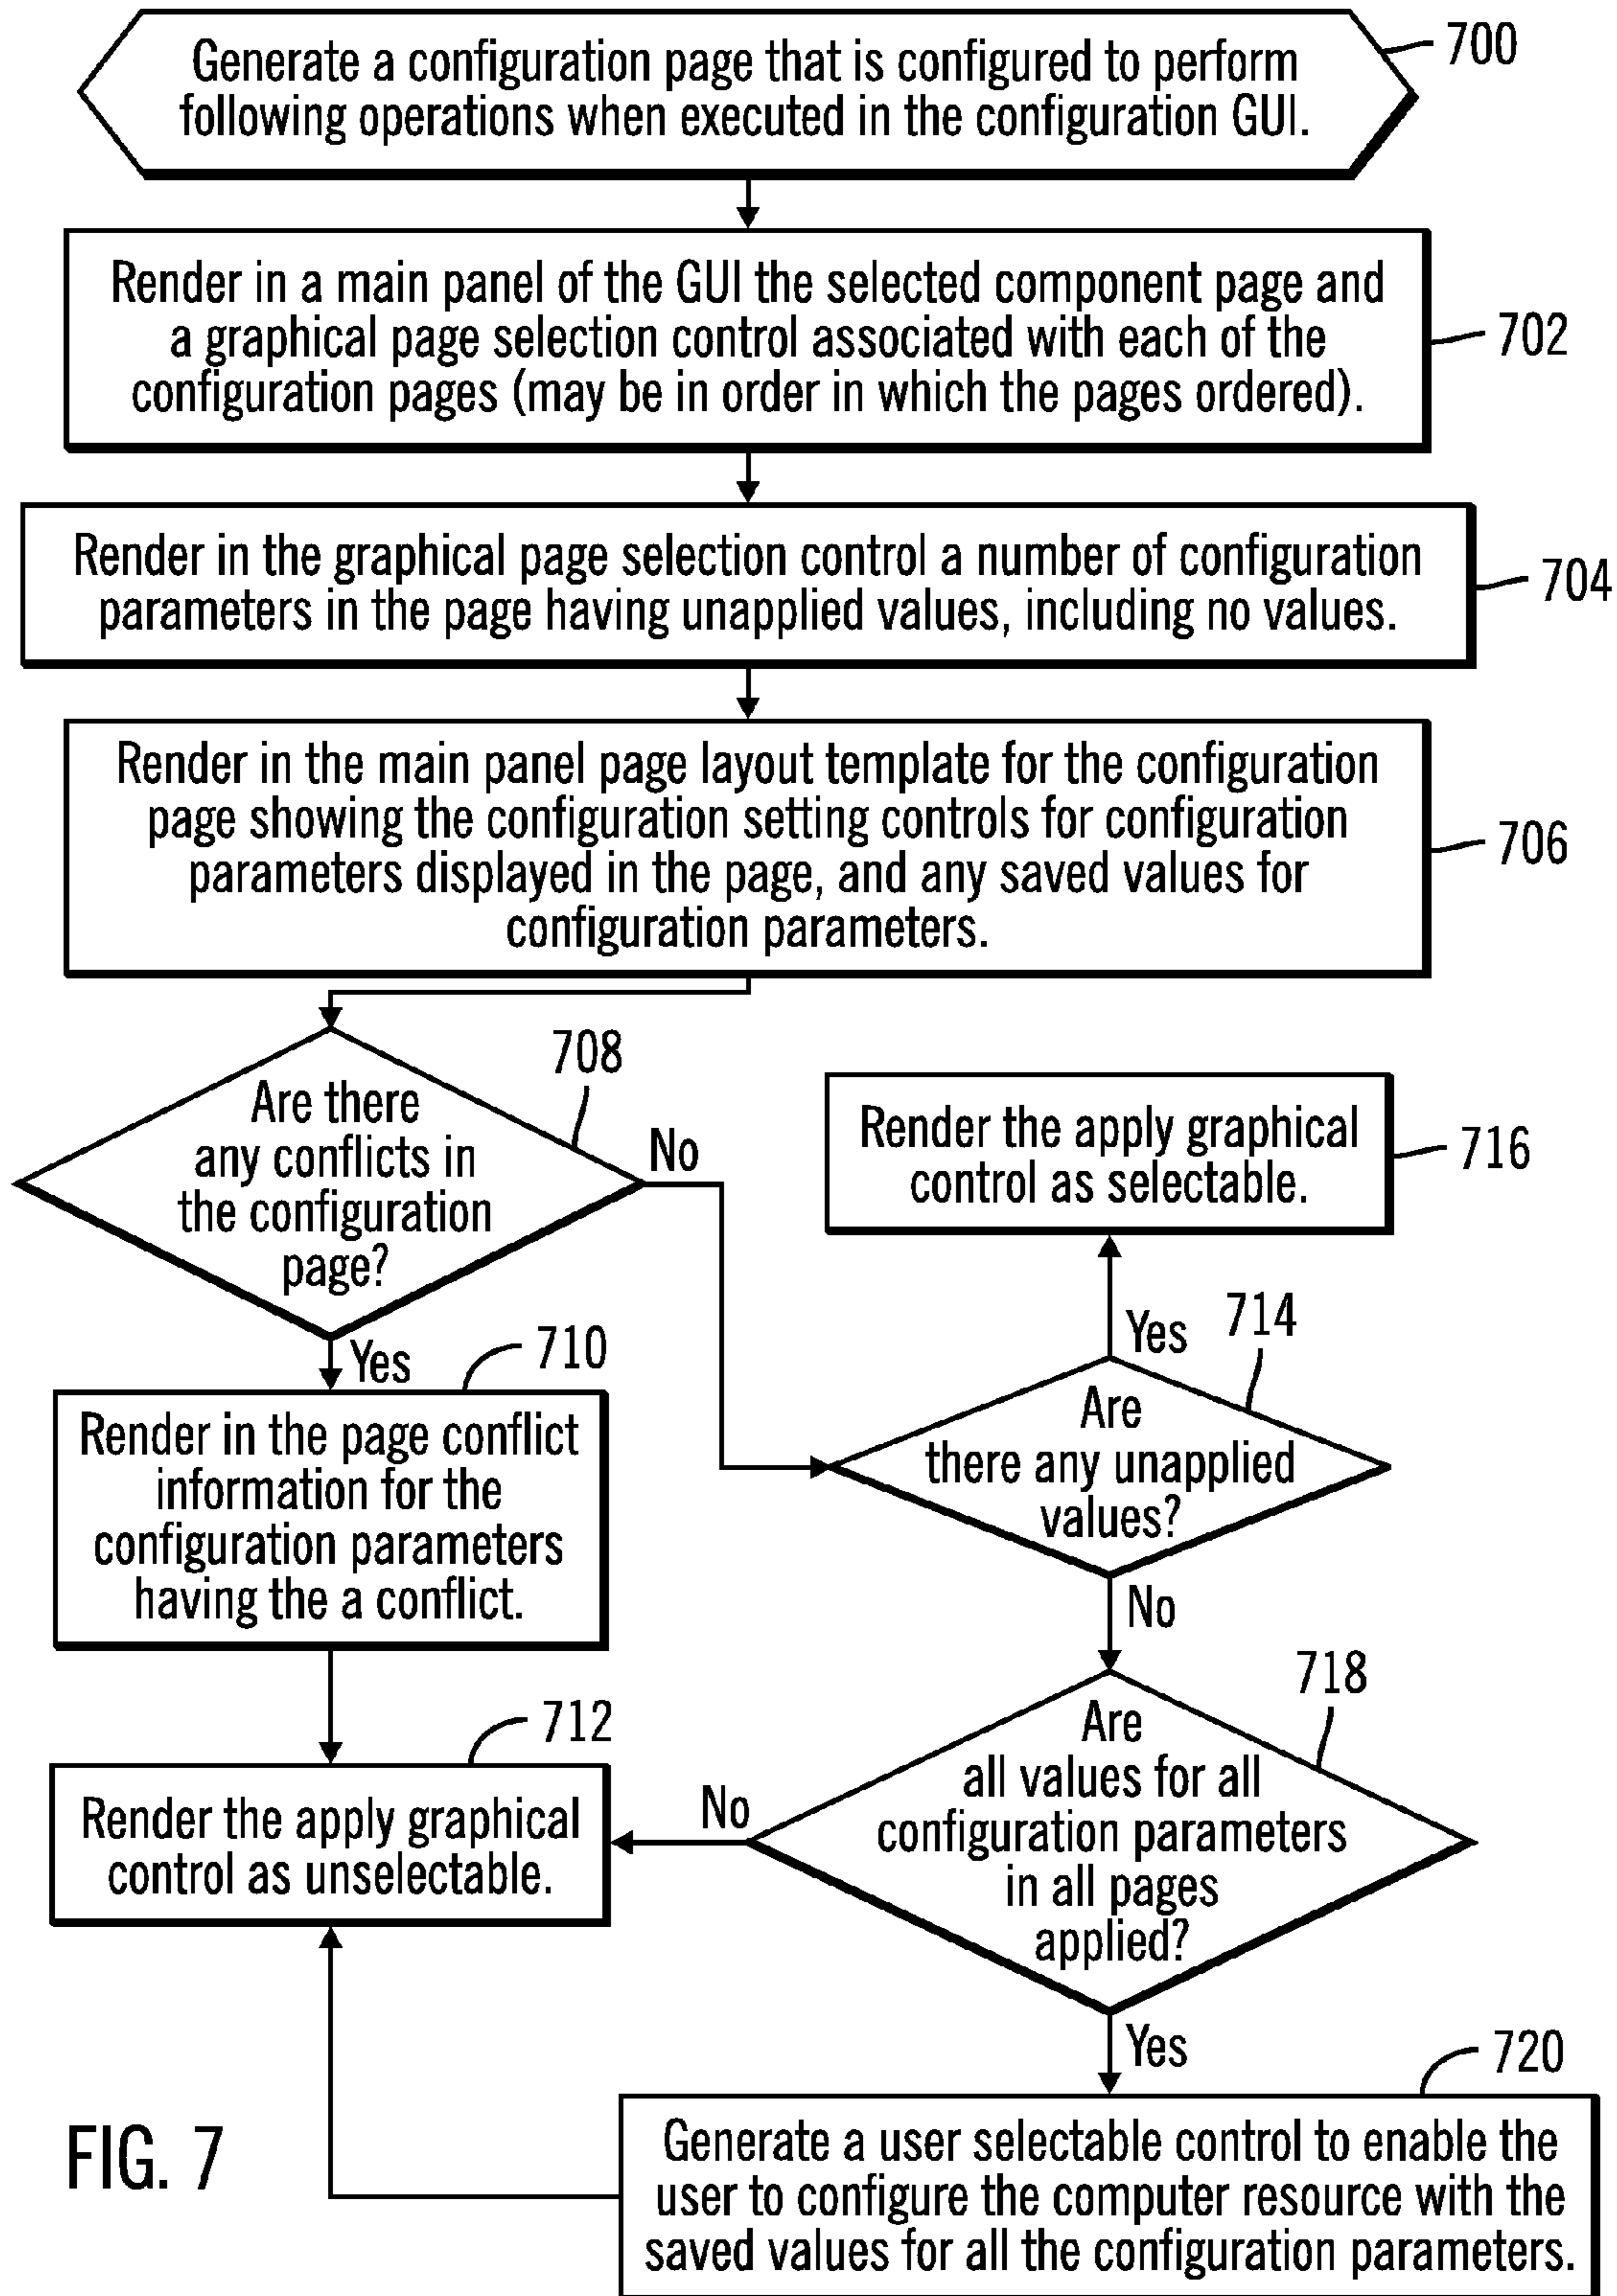 Generate a configuration page that is configured to perform
following operations when executed in the configuration GUI.
700
Render in a main panel of the GUI the selected component page and
a graphical page selection control associated with each of the
configuration pages (may be in order in which the pages ordered).
702
Render in the graphical page selection control a number of configuration
parameters in the page having unapplied values, including no values.
704
Render in the main panel page layout template for the configuration
page showing the configuration setting controls for configuration
parameters displayed in the page, and any saved values for
configuration parameters.
706
Are there
any conflicts in
the configuration
page?
708
No
Yes
Render in the page conflict
information for the
configuration parameters
having the a conflict.
710
Render the apply graphical
control as unselectable.
712
Render the apply graphical
control as selectable.
716
Yes
Are
there any unapplied
values?
714
No
Are
all values for all
configuration parameters
in all pages
applied?
718
No
Yes
Generate a user selectable control to enable the
user to configure the computer resource with the
saved values for all the configuration parameters.
720
FIG. 7